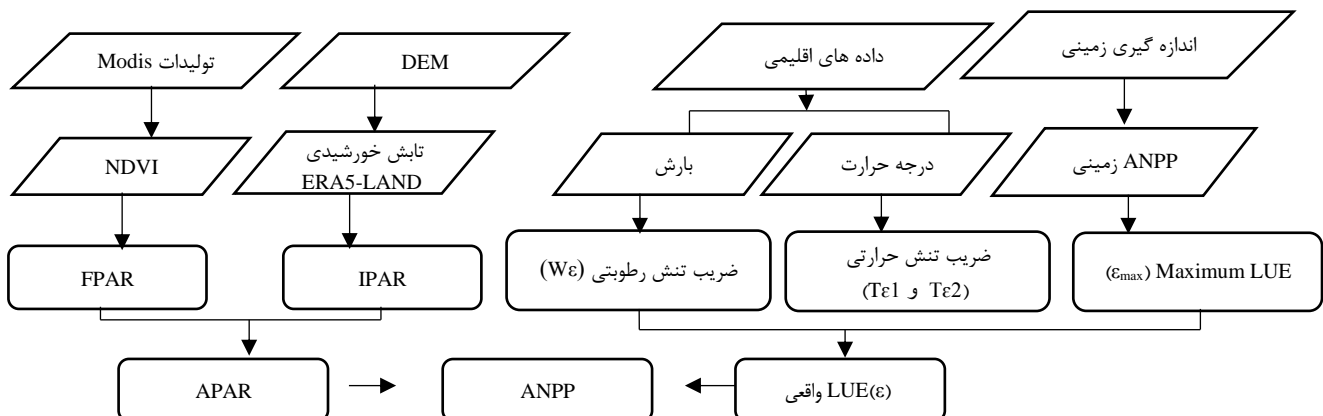 تولیدات Modis
DEM
داده های اقلیمی
اندازه گیری زمینی
NDVI
تابش خورشیدی
ERA5-LAND
بارش
درجه حرارت
ANPP زمینی
FPAR
IPAR
ضریب تنش رطوبتی (Wε)
ضریب تنش حرارتی
(Tε1 و Tε2)
(εmax) Maximum LUE
APAR
ANPP
LUE(ε) واقعی